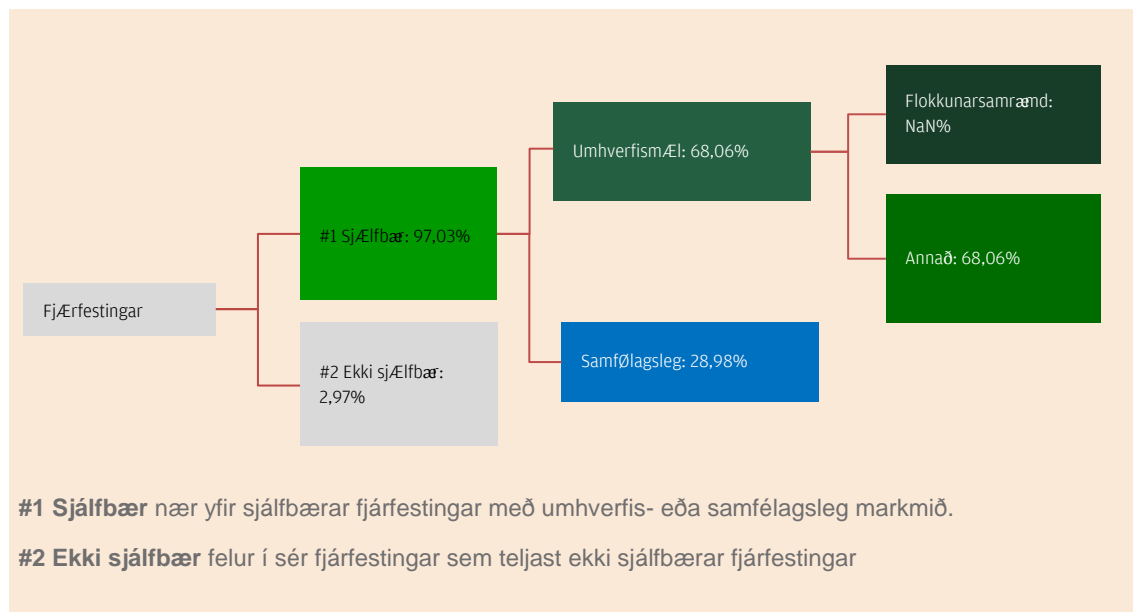 FjÆrfestingar
#1 SjÆlfbær: 97,03%
#2 Ekki sjÆlfbær:
2,97%
UmhverfismÆl: 68,06%
SamfØlagsleg: 28,98%
Flokkunarsamræmd:
NaN%
Annað: 68,06%
#1 Sjálfbær nær yfir sjálfbærar fjárfestingar með umhverfis- eða samfélagsleg markmið.
#2 Ekki sjálfbær felur í sér fjárfestingar sem teljast ekki sjálfbærar fjárfestingar